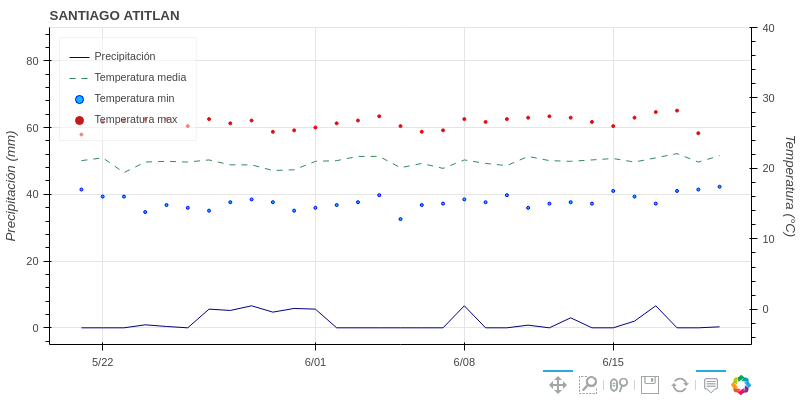 SANTIAGO ATITLAN
Precipitación
Temperatura media
Temperatura min
Temperatura max
Precipitación (mm)
80
60
40
20
0
Temperatura (°C)
40
30
20
10
0
5/22
6/01
6/08
6/15